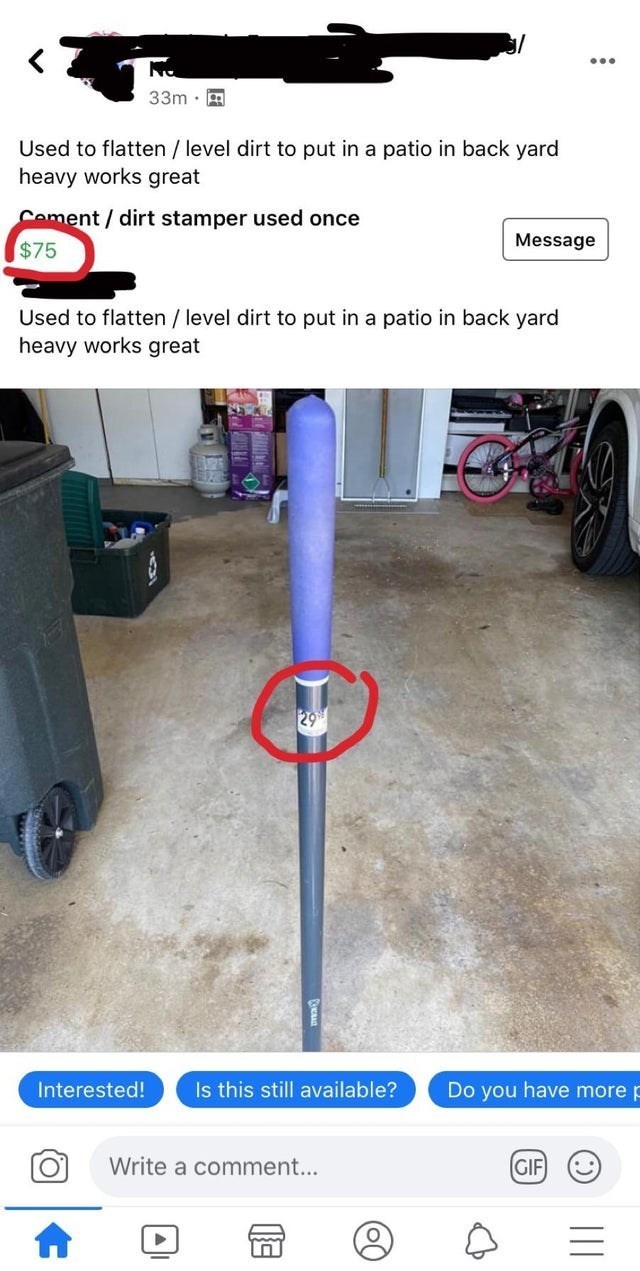 33m ·
Used to flatten / level dirt to put in a patio in back yard
heavy works great
Cement / dirt stamper used once
$75
Message
Used to flatten / level dirt to put in a patio in back yard
heavy works great
29
KOBALT
Interested!
Is this still available?
Do you have more
Write a comment...
GIF